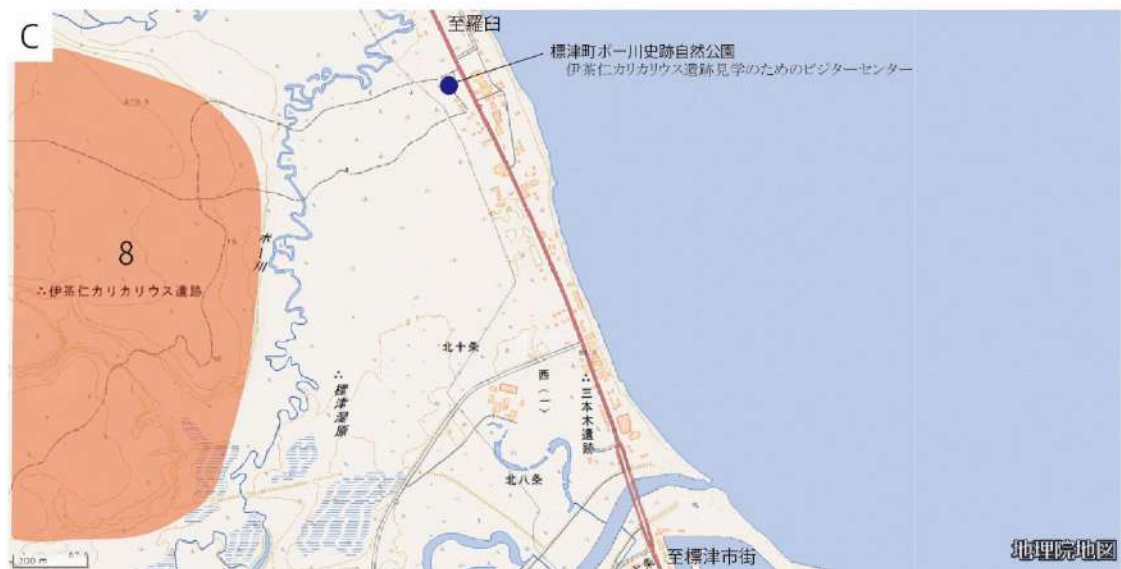 C
至羅臼
標津町ポー川史跡自然公園
伊茶仁カリカリウス遺跡見学のためのビジターセンター
8
ポー川
∴伊茶仁カリカリウス遺跡
北十条
西(一)
∴三本木遺跡
∴標津湿原
北八条
至標津市街
300 m
地理院地図